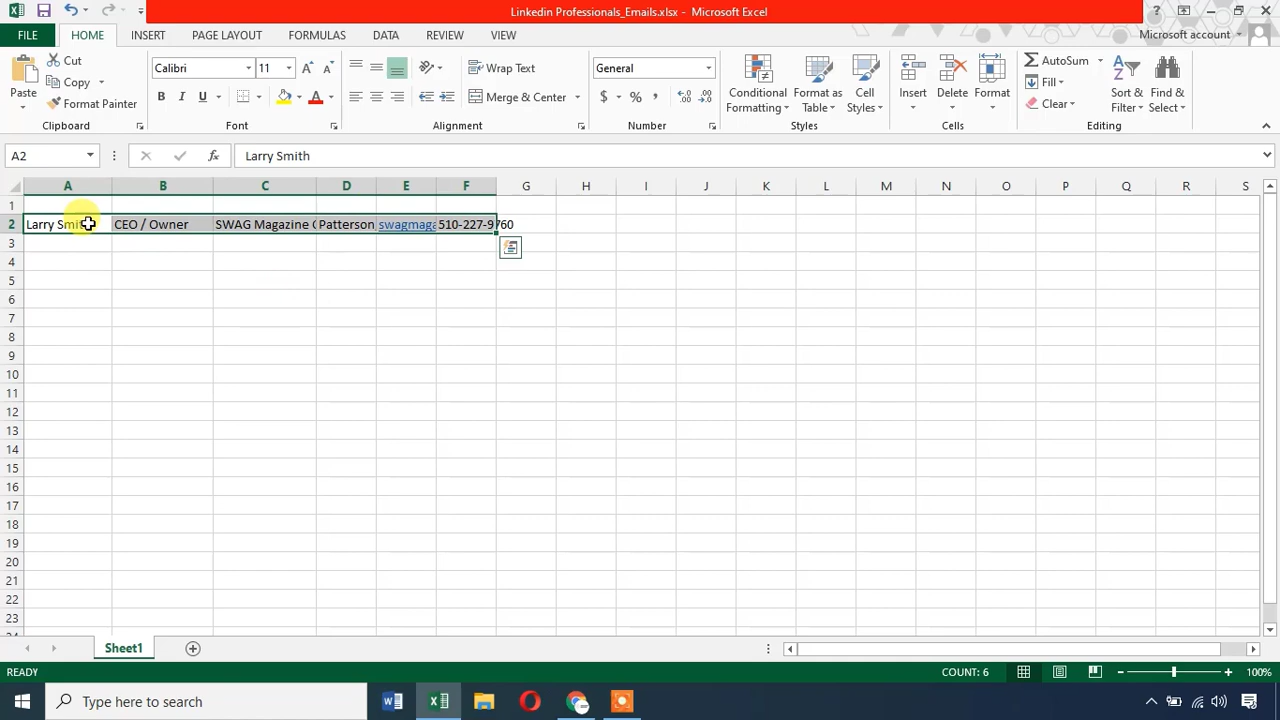 Linkedin Professionals_Emails.xlsx - Microsoft Excel
FILE HOME INSERT PAGE LAYOUT FORMULAS DATA REVIEW VIEW Microsoft account
Paste
Cut
Copy
Format Painter
Clipboard
Calibri 11
B I U
Font
Wrap Text
Merge & Center
Alignment
General
$ % ,
Number
Conditional Formatting
Format as Table
Cell Styles
Styles
Insert
Delete
Format
Cells
AutoSum
Fill
Clear
Sort & Filter
Find & Select
Editing
A2 fx Larry Smith
A B C D E F G H I J K L M N O P Q R S
1
2 Larry Smith CEO / Owner SWAG Magazine Patterson swagmaga 510-227-9760
3
4
5
6
7
8
9
10
11
12
13
14
15
16
17
18
19
20
21
22
23
Sheet1
READY COUNT: 6 100%
Type here to search